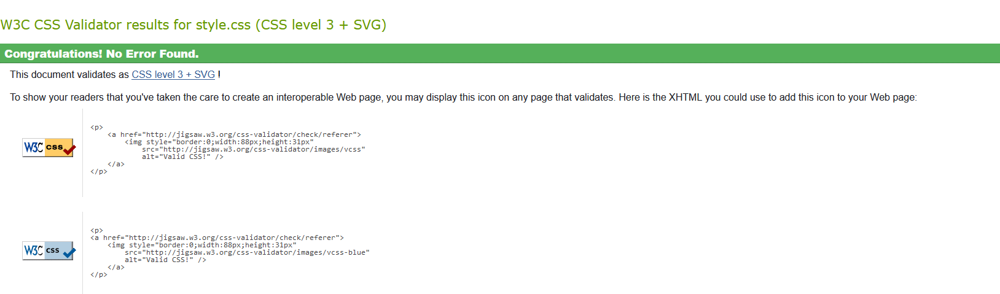 W3C CSS Validator results for style.css (CSS level 3 + SVG)
Congratulations! No Error Found.
This document validates as CSS level 3 + SVG !
To show your readers that you've taken the care to create an interoperable Web page, you may display this icon on any page that validates. Here is the XHTML you could use to add this icon to your Web page:
W3C css
<p>
    <a href="http://jigsaw.w3.org/css-validator/check/referer">
        <img style="border:0;width:88px;height:31px"
            src="http://jigsaw.w3.org/css-validator/images/vcss"
            alt="Valid CSS!" />
    </a>
</p>
W3C css
<p>
<a href="http://jigsaw.w3.org/css-validator/check/referer">
    <img style="border:0;width:88px;height:31px"
        src="http://jigsaw.w3.org/css-validator/images/vcss-blue"
        alt="Valid CSS!" />
    </a>
</p>